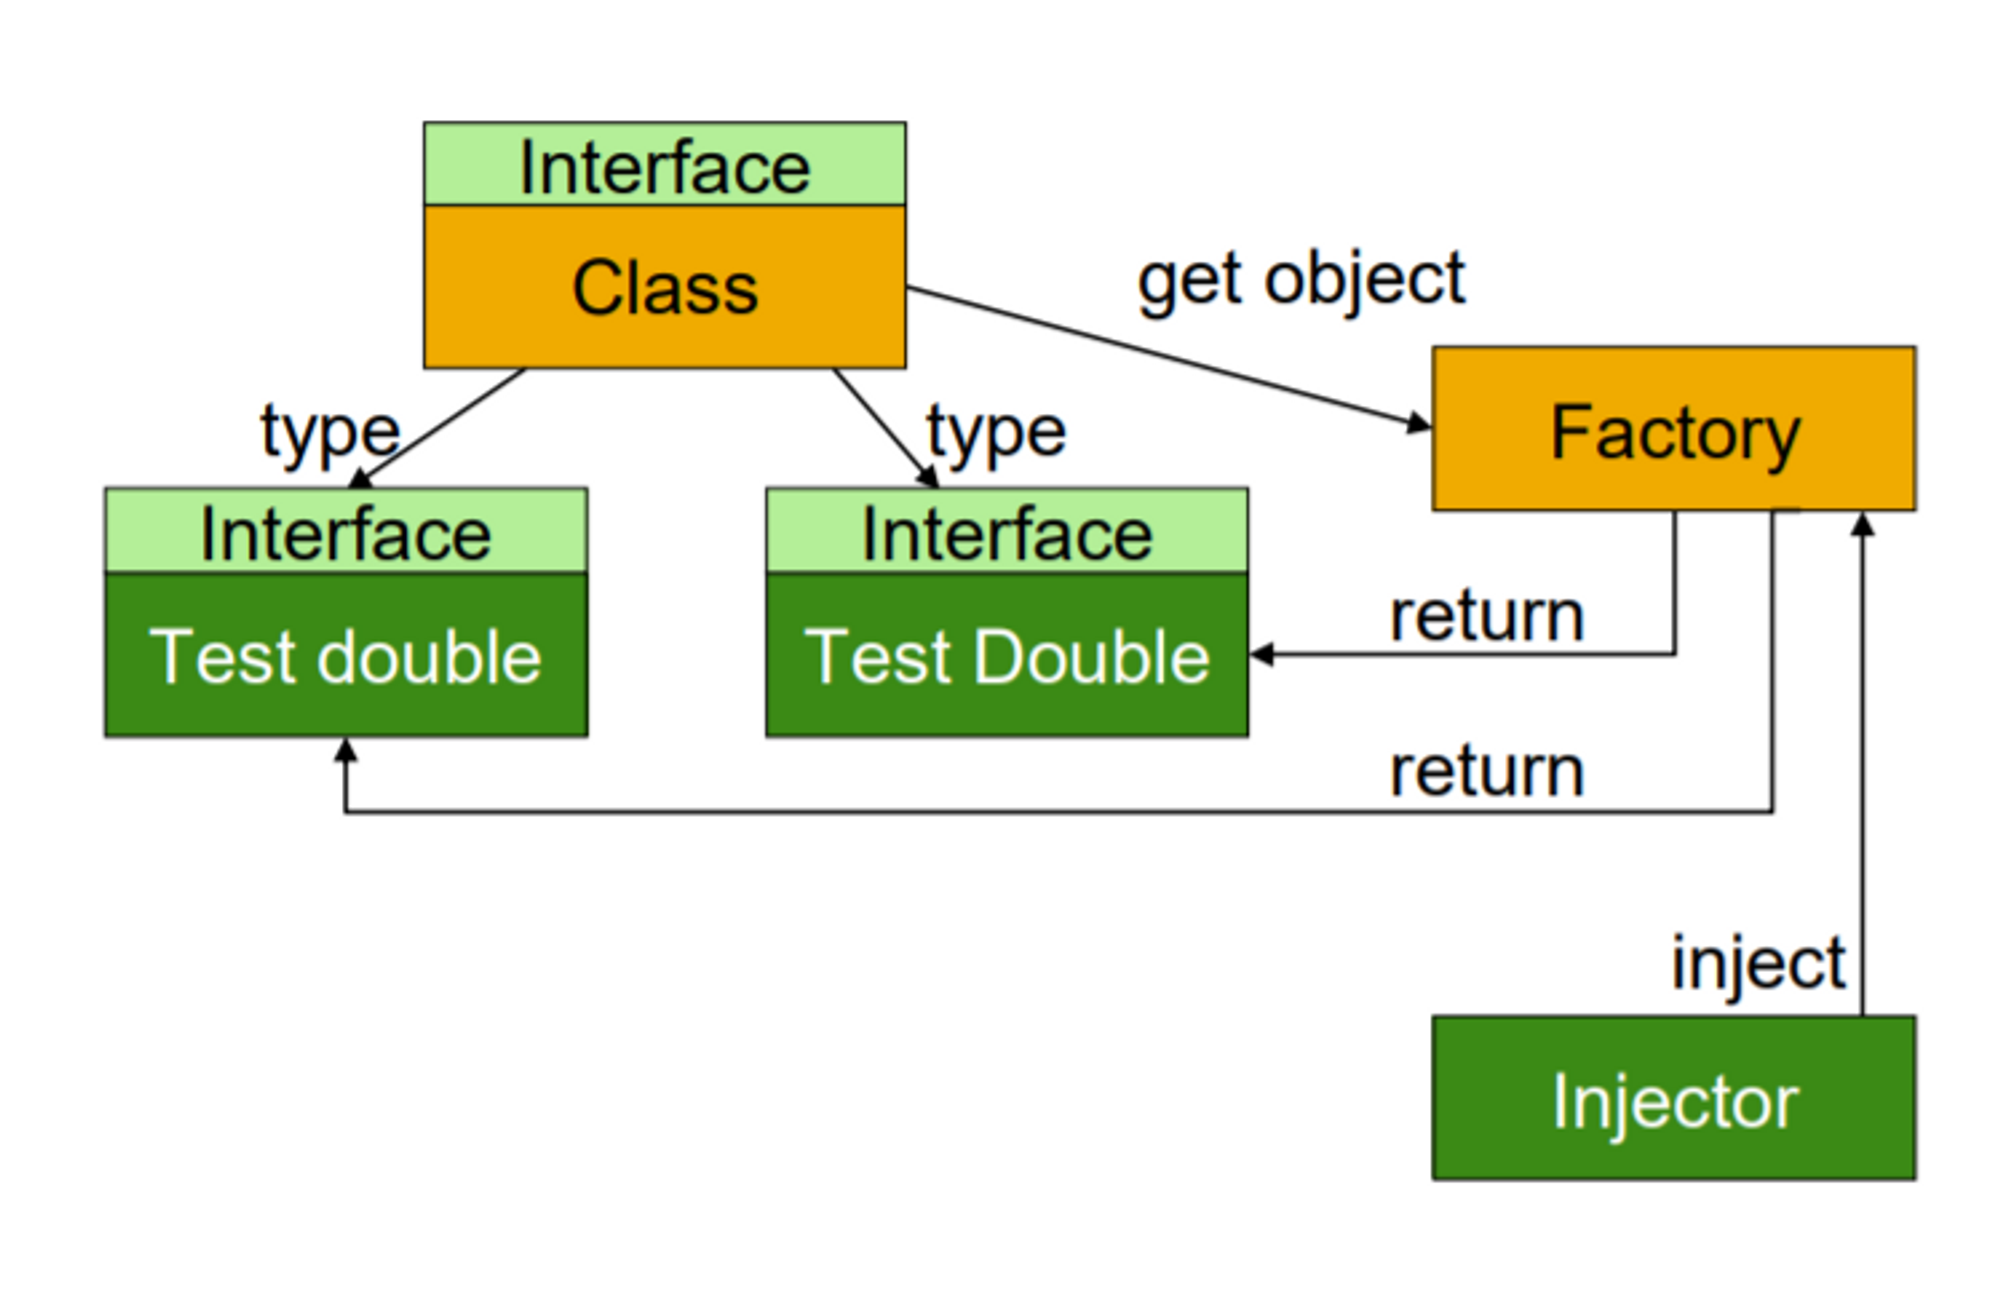 Interface
Class
get object
Factory
type
type
Interface
Test double
Interface
Test Double
return
return
inject
Injector